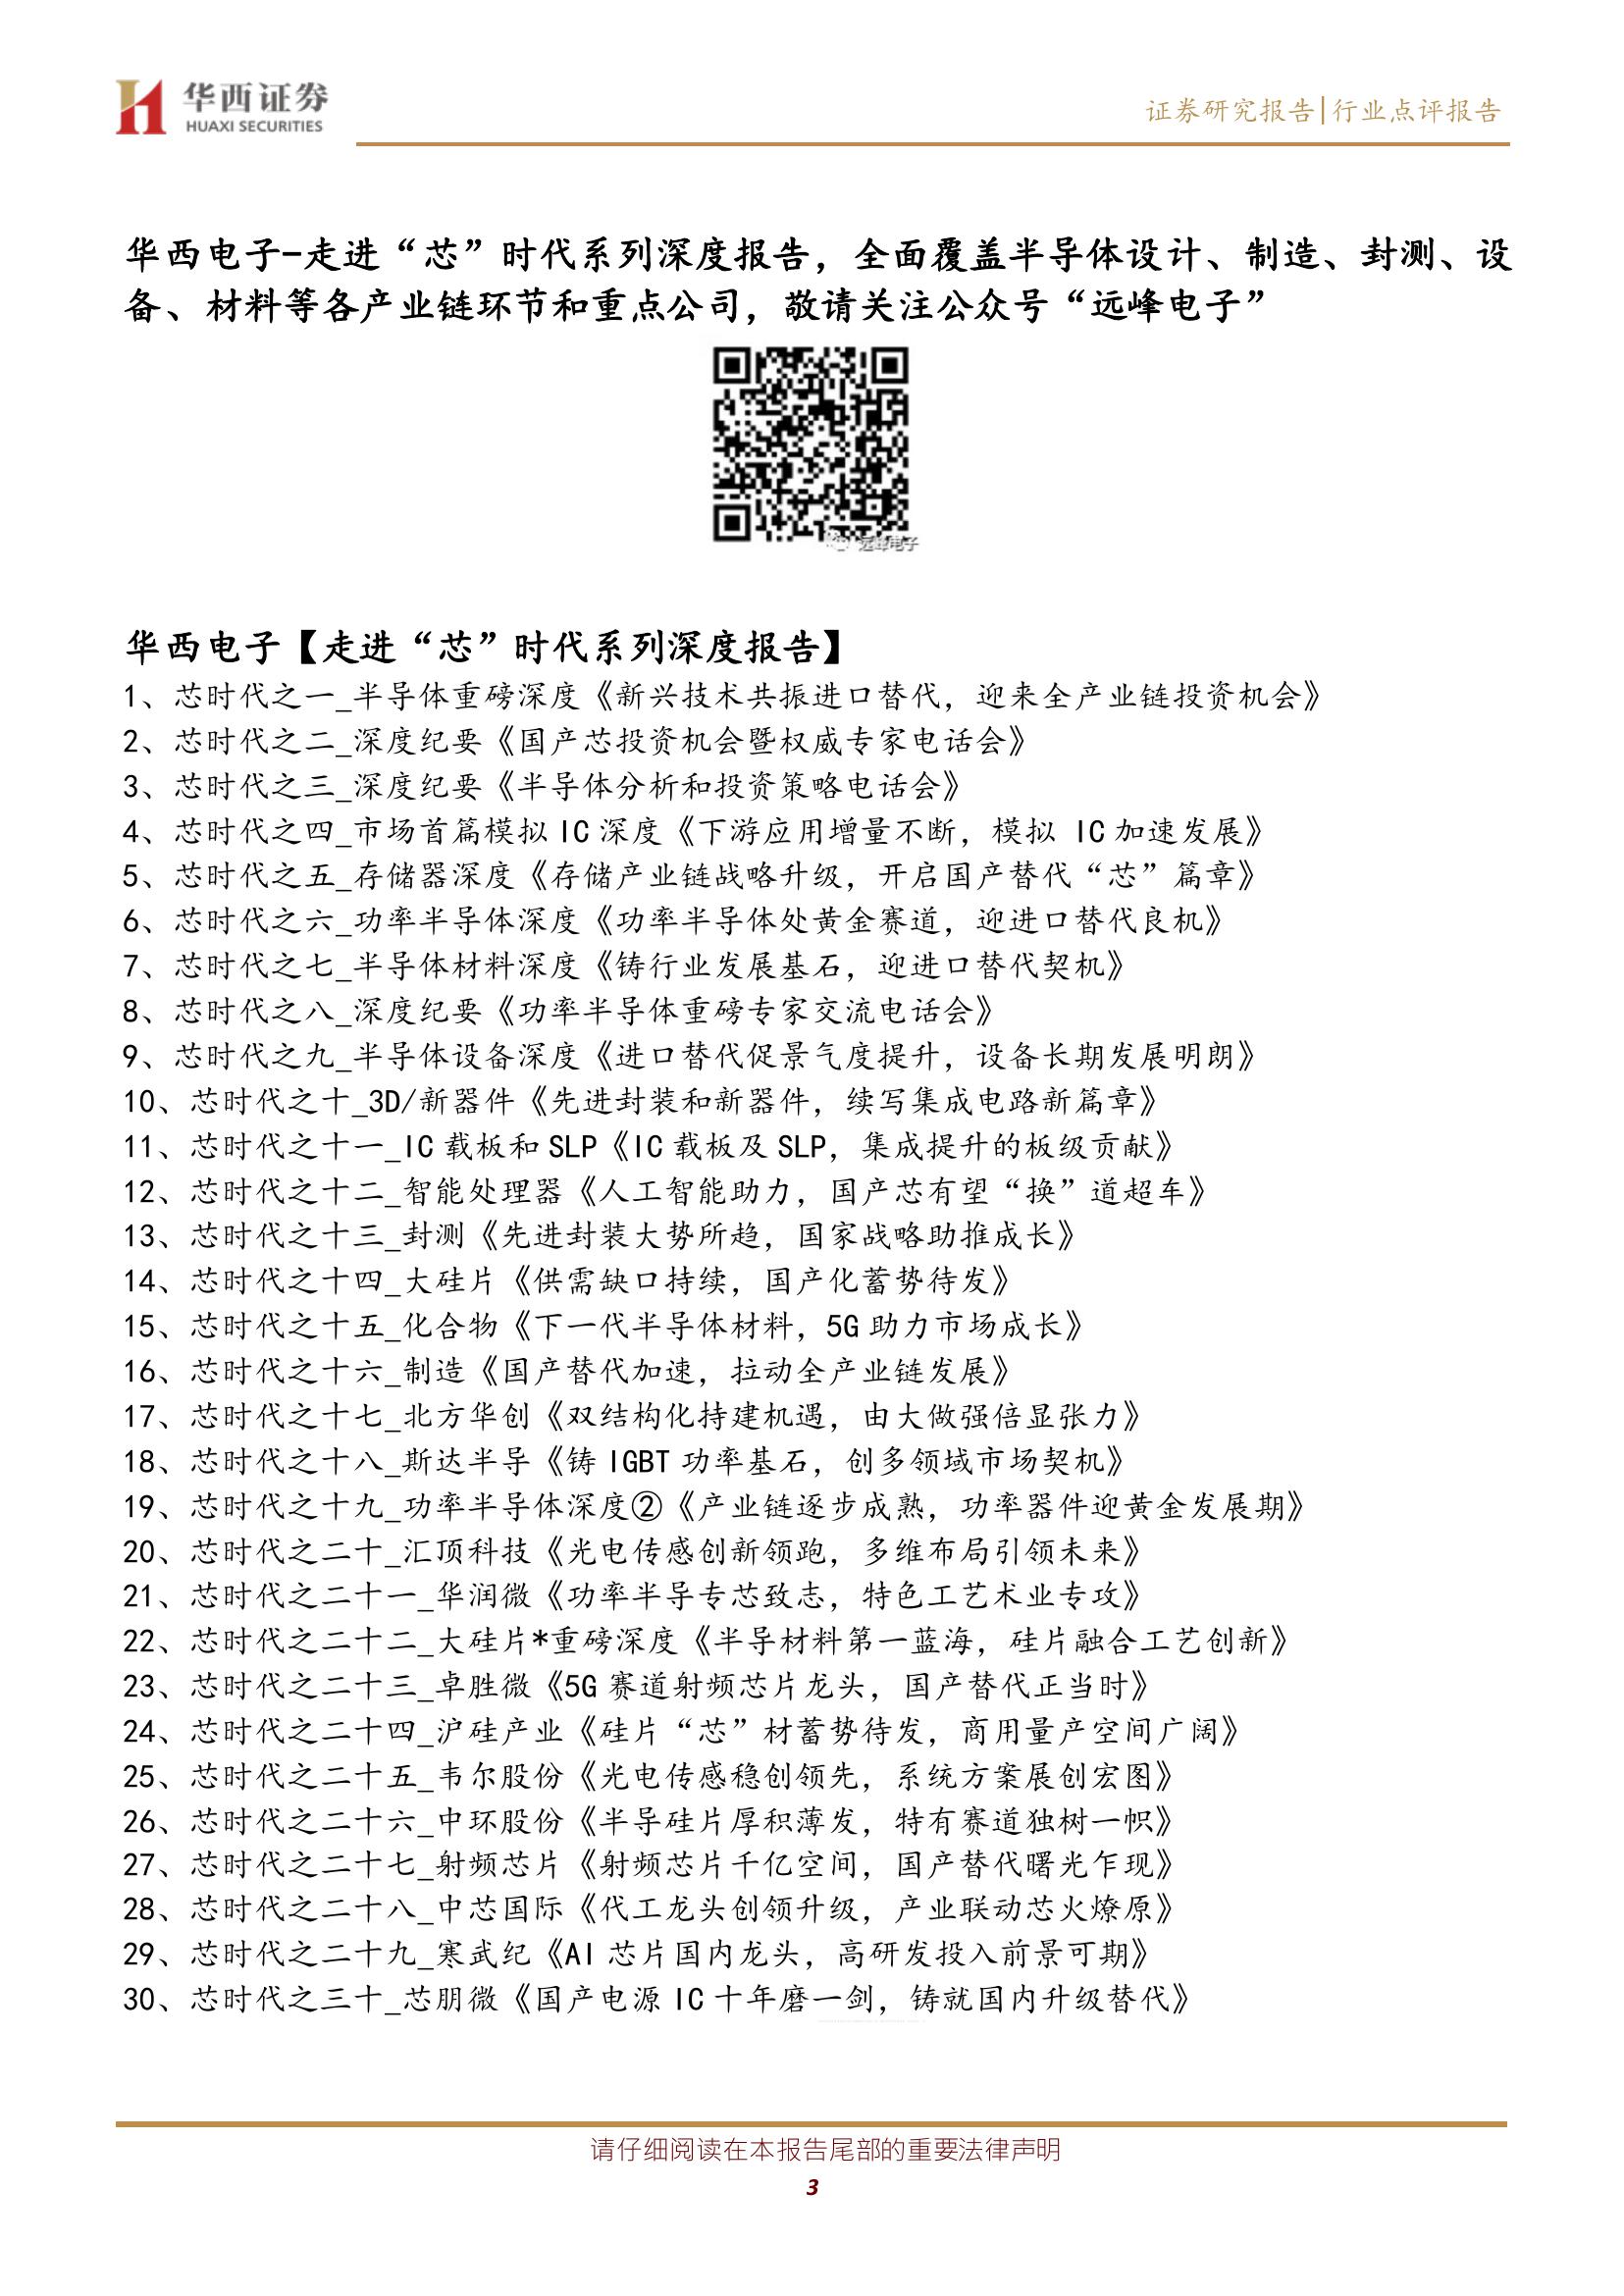 华西证券
HUAXI SECURITIES
证券研究报告|行业点评报告
华西电子-走进“芯”时代系列深度报告，全面覆盖半导体设计、制造、封测、设
备、材料等各产业链环节和重点公司，敬请关注公众号“远峰电子”
远峰电子
华西电子【走进“芯”时代系列深度报告】
1、芯时代之一_半导体重磅深度《新兴技术共振进口替代，迎来全产业链投资机会》
2、芯时代之二_深度纪要《国产芯投资机会暨权威专家电话会》
3、芯时代之三_深度纪要《半导体分析和投资策略电话会》
4、芯时代之四_市场首篇模拟 IC 深度《下游应用增量不断，模拟 IC 加速发展》
5、芯时代之五_存储器深度《存储产业链战略升级，开启国产替代“芯”篇章》
6、芯时代之六_功率半导体深度《功率半导体处黄金赛道，迎进口替代良机》
7、芯时代之七_半导体材料深度《铸行业发展基石，迎进口替代契机》
8、芯时代之八_深度纪要《功率半导体重磅专家交流电话会》
9、芯时代之九_半导体设备深度《进口替代促景气度提升，设备长期发展明朗》
10、芯时代之十_3D/新器件《先进封装和新器件，续写集成电路新篇章》
11、芯时代之十一_IC 载板和 SLP《IC 载板及 SLP，集成提升的板级贡献》
12、芯时代之十二_智能处理器《人工智能助力，国产芯有望“换”道超车》
13、芯时代之十三_封测《先进封装大势所趋，国家战略助推成长》
14、芯时代之十四_大硅片《供需缺口持续，国产化蓄势待发》
15、芯时代之十五_化合物《下一代半导体材料，5G 助力市场成长》
16、芯时代之十六_制造《国产替代加速，拉动全产业链发展》
17、芯时代之十七_北方华创《双结构化持建机遇，由大做强倍显张力》
18、芯时代之十八_斯达半导《铸 IGBT 功率基石，创多领域市场契机》
19、芯时代之十九_功率半导体深度②《产业链逐步成熟，功率器件迎黄金发展期》
20、芯时代之二十_汇顶科技《光电传感创新领跑，多维布局引领未来》
21、芯时代之二十一_华润微《功率半导专芯致志，特色工艺术业专攻》
22、芯时代之二十二_大硅片*重磅深度《半导材料第一蓝海，硅片融合工艺创新》
23、芯时代之二十三_卓胜微《5G 赛道射频芯片龙头，国产替代正当时》
24、芯时代之二十四_沪硅产业《硅片“芯”材蓄势待发，商用量产空间广阔》
25、芯时代之二十五_韦尔股份《光电传感稳创领先，系统方案展创宏图》
26、芯时代之二十六_中环股份《半导硅片厚积薄发，特有赛道独树一帜》
27、芯时代之二十七_射频芯片《射频芯片千亿空间，国产替代曙光乍现》
28、芯时代之二十八_中芯国际《代工龙头创领升级，产业联动芯火燎原》
29、芯时代之二十九_寒武纪《AI 芯片国内龙头，高研发投入前景可期》
30、芯时代之三十_芯朋微《国产电源 IC 十年磨一剑，铸就国内升级替代》
请仔细阅读在本报告尾部的重要法律声明
3